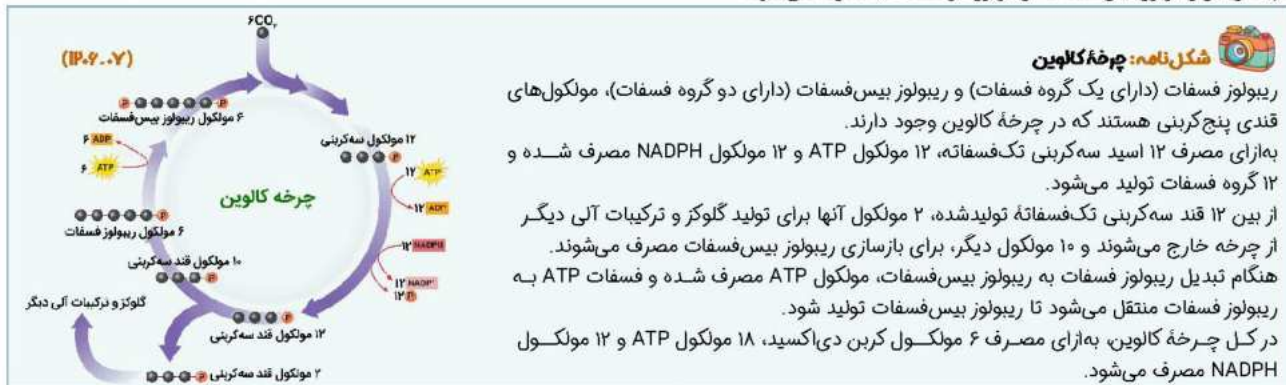 شکل‌نامه: چرخهٔ کالوین
ریبولوز فسفات (دارای یک گروه فسفات) و ریبولوز بیس‌فسفات (دارای دو گروه فسفات)، مولکول‌های
قندی پنج‌کربنی هستند که در چرخهٔ کالوین وجود دارند.
به‌ازای مصرف ۱۲ اسید سه‌کربنی تک‌فسفاته، ۱۲ مولکول ATP و ۱۲ مولکول NADPH مصرف شده و
۱۲ گروه فسفات تولید می‌شود.
از بین ۱۲ قند سه‌کربنی تک‌فسفاتهٔ تولیدشده، ۲ مولکول آنها برای تولید گلوکز و ترکیبات آلی دیگر
از چرخه خارج می‌شوند و ۱۰ مولکول دیگر، برای بازسازی ریبولوز بیس‌فسفات مصرف می‌شوند.
هنگام تبدیل ریبولوز فسفات به ریبولوز بیس‌فسفات، مولکول ATP مصرف شده و فسفات ATP به
ریبولوز فسفات منتقل می‌شود تا ریبولوز بیس‌فسفات تولید شود.
در کل چرخهٔ کالوین، به‌ازای مصرف ۶ مولکول کربن دی‌اکسید، ۱۸ مولکول ATP و ۱۲ مولکول
NADPH مصرف می‌شود.
(۱۲۰۶.۰۷)
۶CO۲
P P
۶ مولکول ریبولوز بیس‌فسفات
۶ ADP
۶ ATP
۱۲ مولکول سه‌کربنی
P
۱۲ ATP
۱۲ ADP
چرخه کالوین
P
۶ مولکول ریبولوز فسفات
۱۲ NADPH
۱۰ مولکول قند سه‌کربنی
P
۱۲ NADP⁺
۱۲ P
گلوکز و ترکیبات آلی دیگر
P
۱۲ مولکول قند سه‌کربنی
۲ مولکول قند سه‌کربنی
P